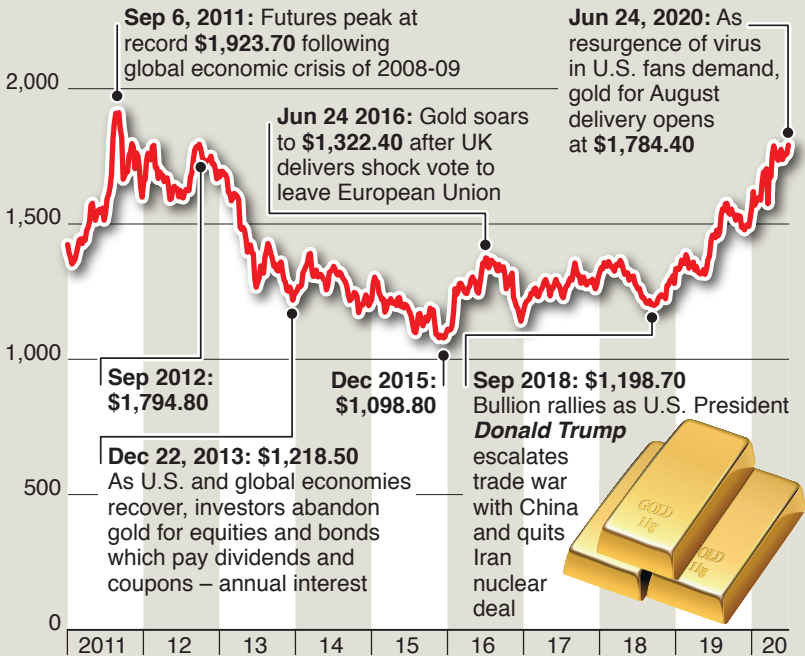 Sep 6, 2011: Futures peak at
record $1,923.70 following
global economic crisis of 2008-09
Jun 24, 2020: As
resurgence of virus
in U.S. fans demand,
gold for August
delivery opens
at $1,784.40
Jun 24 2016: Gold soars
to $1,322.40 after UK
delivers shock vote to
leave European Union
2,000
1,500
1,000
500
0
Sep 2012:
$1,794.80
Dec 2015:
$1,098.80
Sep 2018: $1,198.70
Bullion rallies as U.S. President
Donald Trump
escalates
trade war
with China
and quits
Iran
nuclear
deal
Dec 22, 2013: $1,218.50
As U.S. and global economies
recover, investors abandon
gold for equities and bonds
which pay dividends and
coupons – annual interest
GOLD
1kg
OLD
1kg
2011 12 13 14 15 16 17 18 19 20